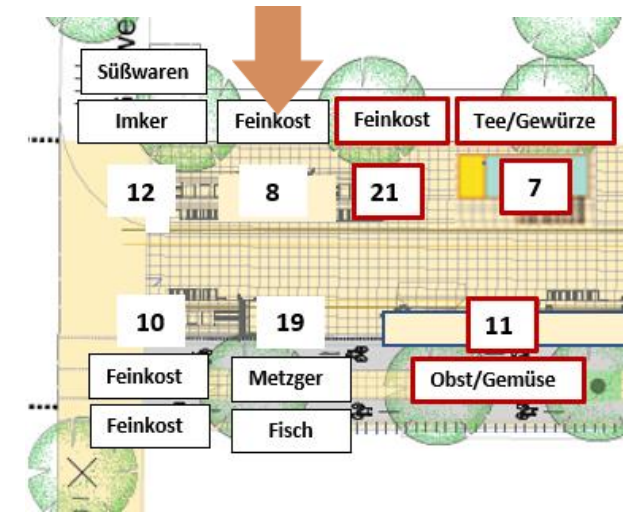 ve
Süßwaren
Imker
Feinkost
Feinkost
Tee/Gewürze
12
8
21
7
10
19
11
Feinkost
Metzger
Obst/Gemüse
Feinkost
Fisch